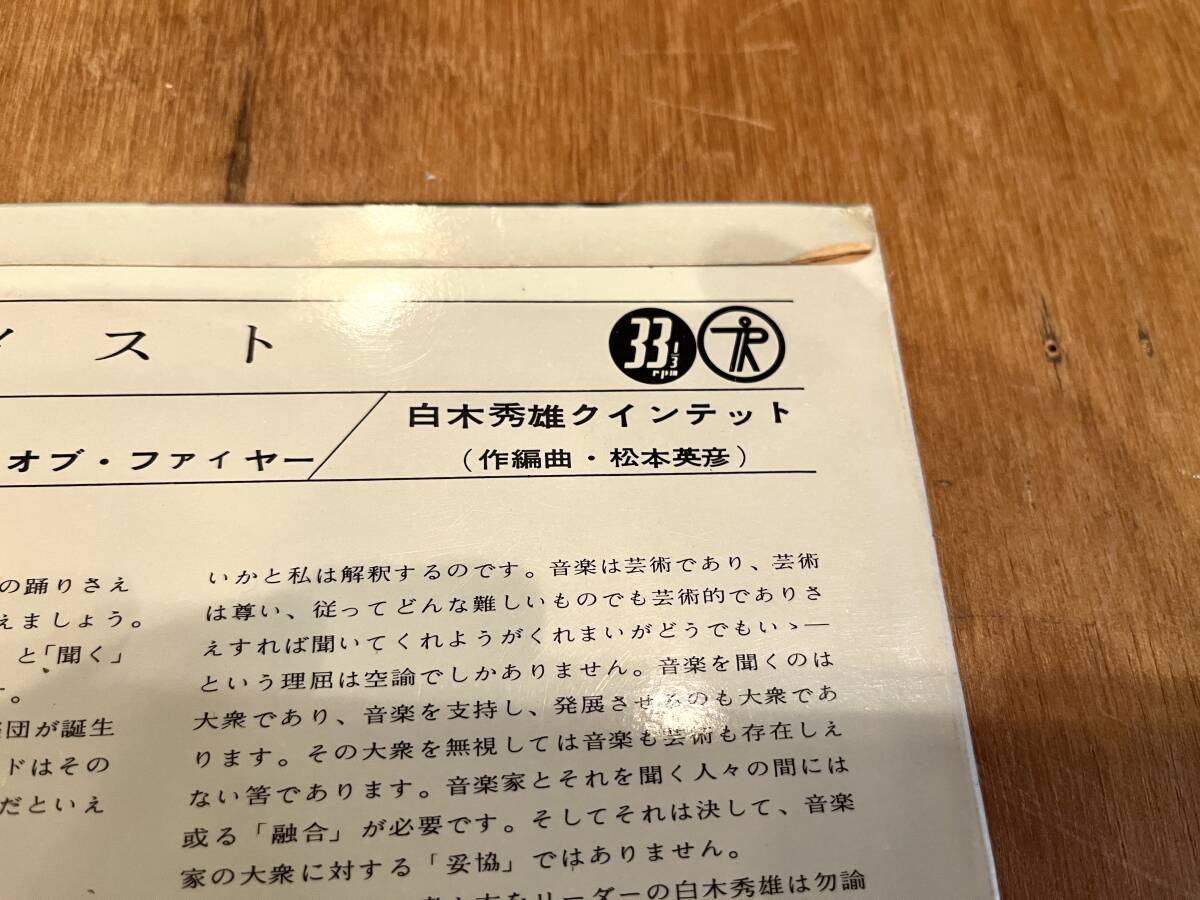 ィスト
33 1/3 rpm
オブ・ファイヤー
白木秀雄クインテット
(作編曲・松本英彦)
の踊りさえ
えましょう。
と「聞く」
。
団が誕生
ドはその
だといえ
いかと私は解釈するのです。音楽は芸術であり、芸術
は尊い、従ってどんな難しいものでも芸術的でありさ
えすれば聞いてくれようがくれまいがどうでもいゝ―
という理屈は空論でしかありません。音楽を聞くのは
大衆であり、音楽を支持し、発展させるのも大衆であ
ります。その大衆を無視しては音楽も芸術も存在しえ
ない筈であります。音楽家とそれを聞く人々の間には
或る「融合」が必要です。そしてそれは決して、音楽
家の大衆に対する「妥協」ではありません。
をリーダーの白木秀雄は勿論